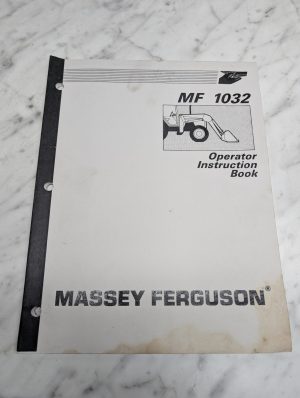 MF 1032
Operator
Instruction
Book
MASSEY FERGUSON®